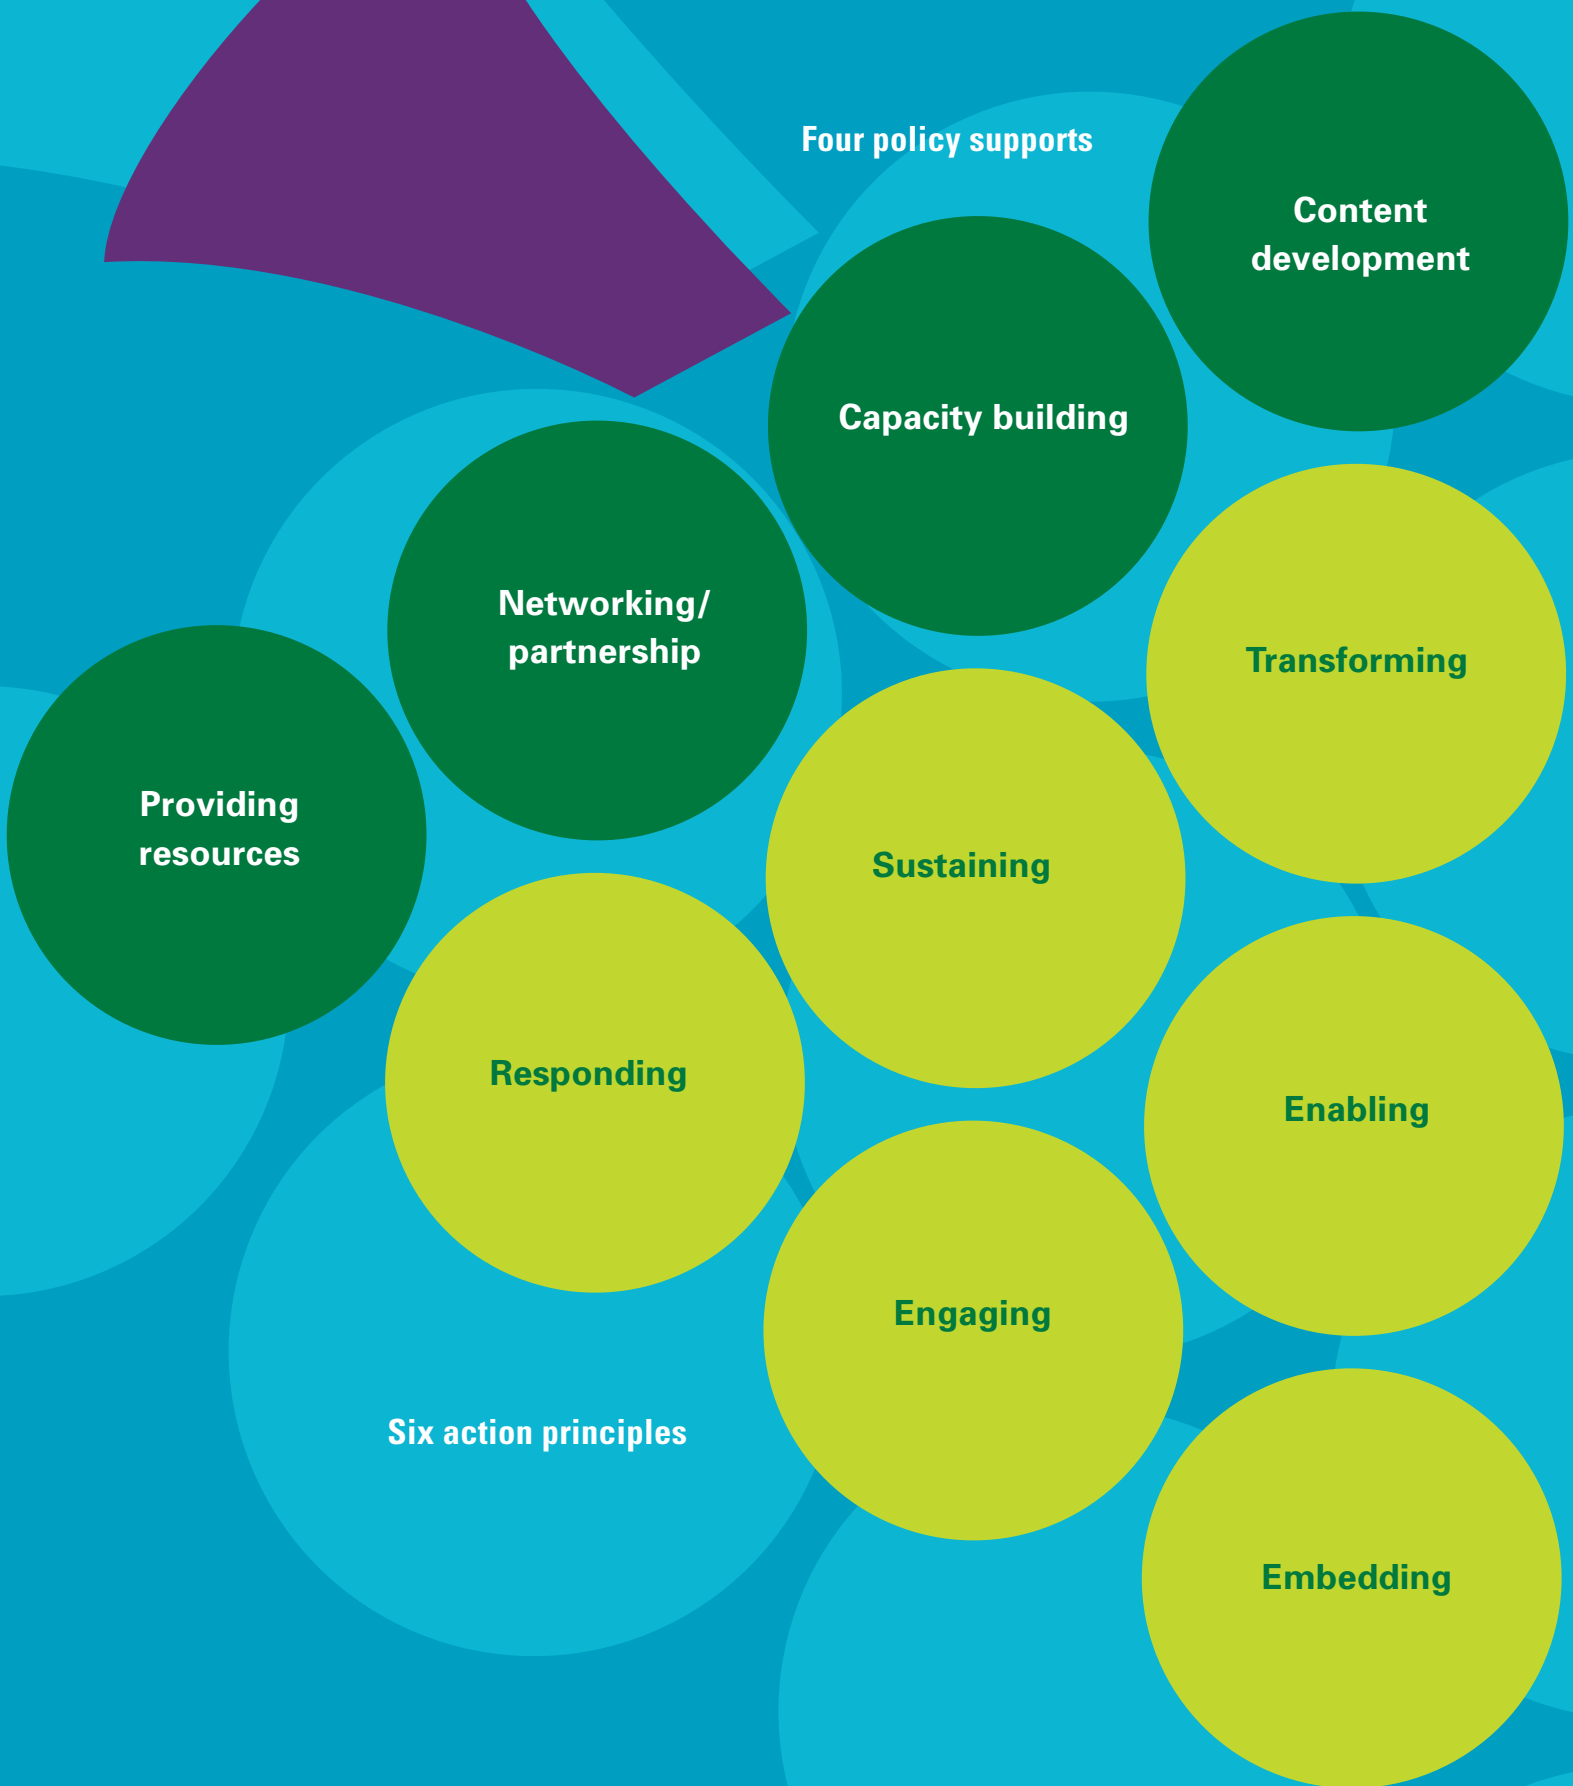 Four policy supports
Content
development
Capacity building
Networking/
partnership
Providing
resources
Transforming
Sustaining
Responding
Enabling
Engaging
Six action principles
Embedding